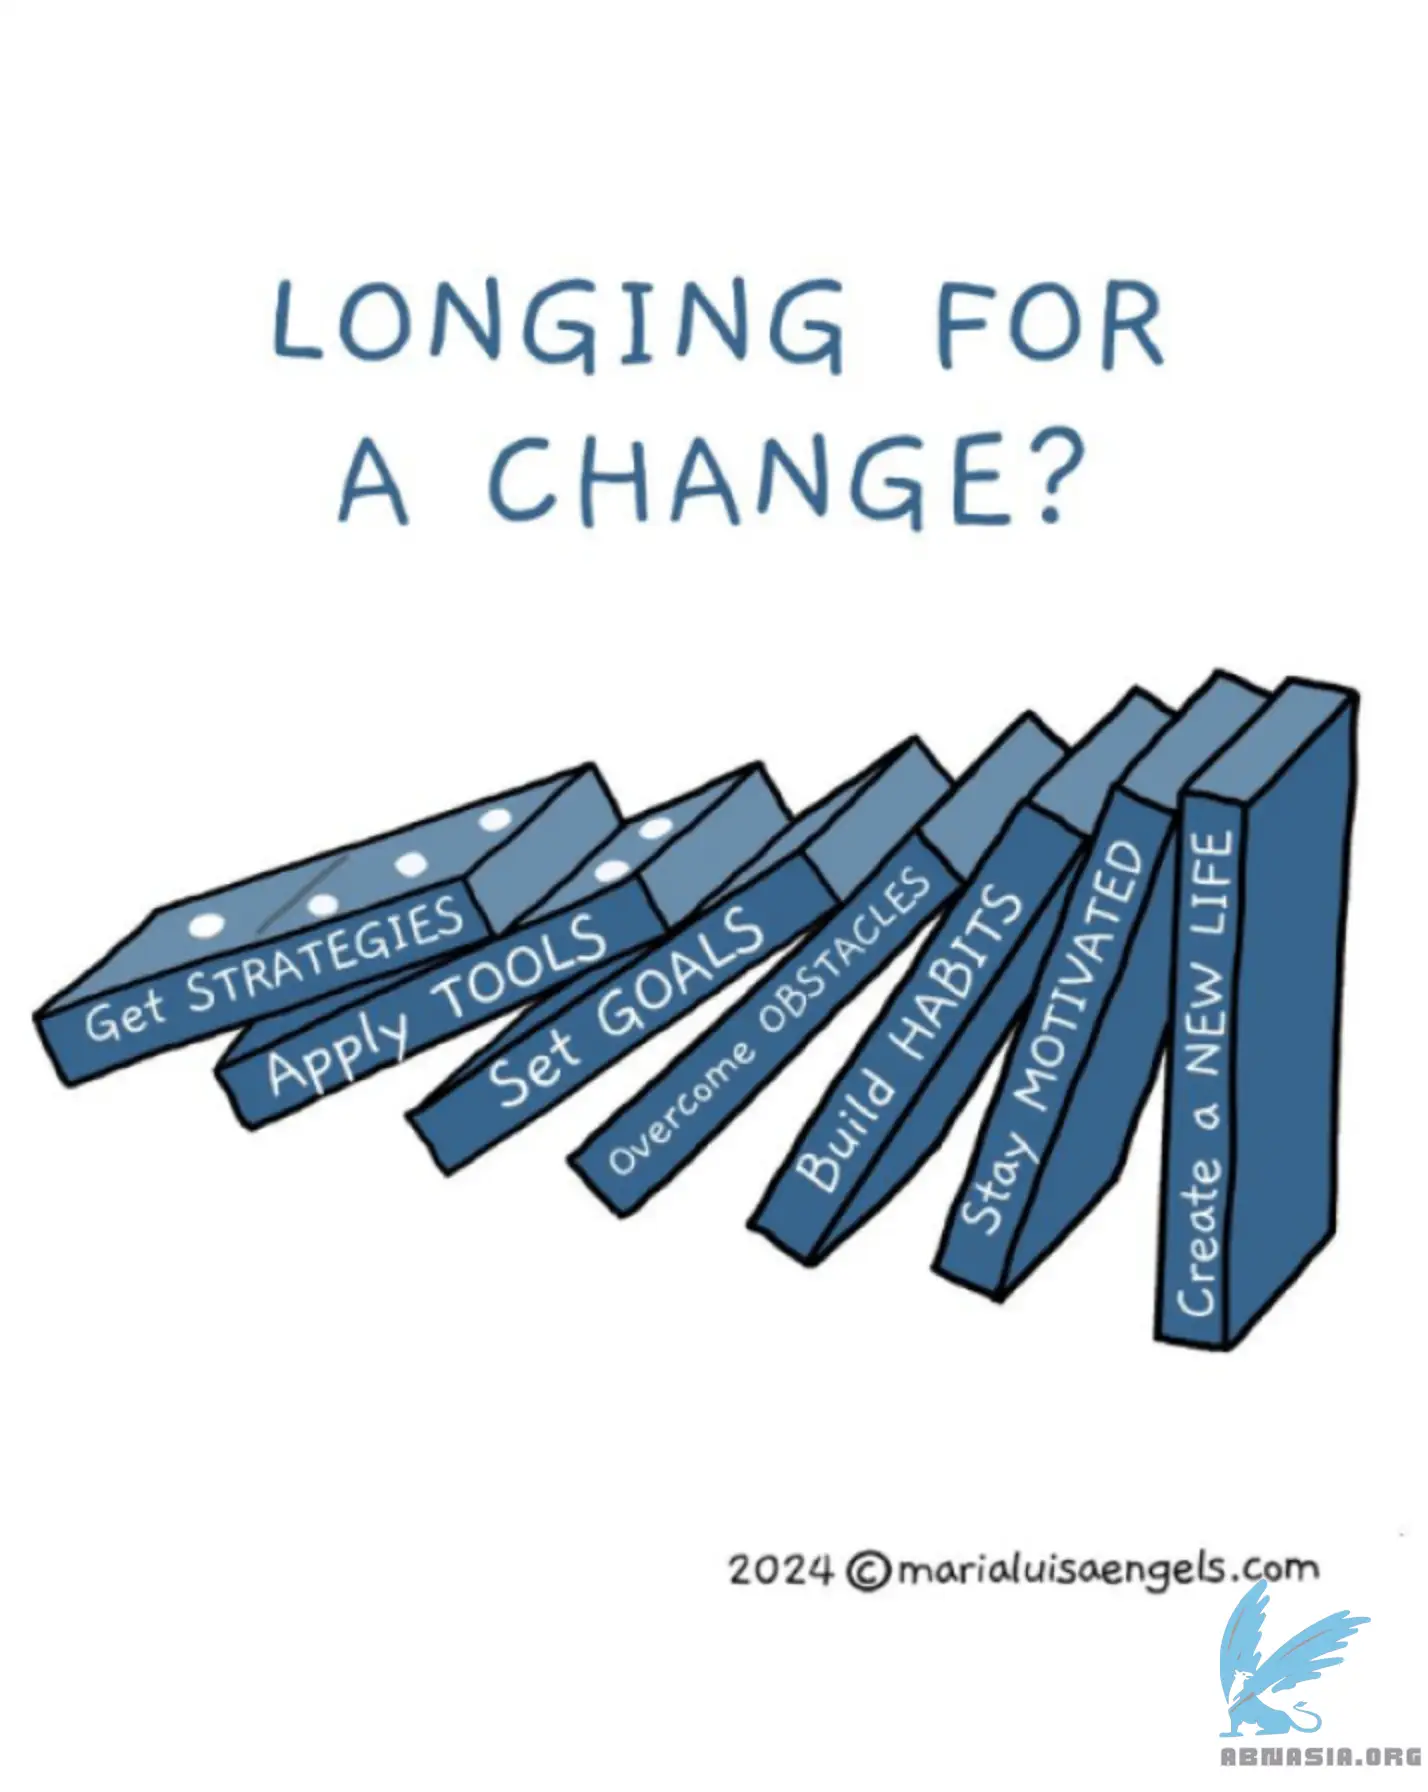 LONGING FOR
A CHANGE?
Get STRATEGIES
Apply TOOLS
Set GOALS
Overcome OBSTACLES
Build HABITS
Stay MOTIVATED
Create a NEW LIFE
2024 ©marialuisaengels.com
ABNASIA.ORG